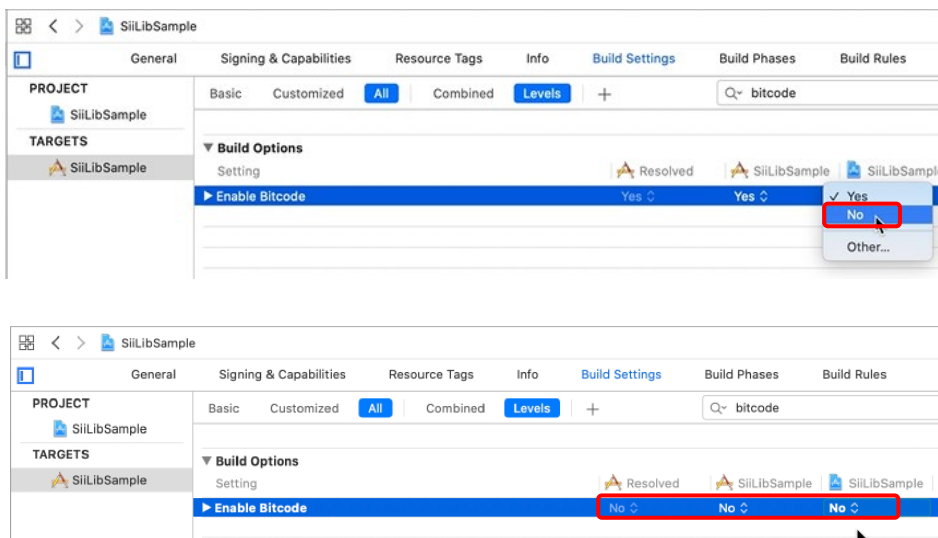 SiiLibSample
General Signing & Capabilities Resource Tags Info Build Settings Build Phases Build Rules
PROJECT
Basic Customized All Combined Levels + bitcode
SiiLibSample
TARGETS
Build Options
SiiLibSample
Setting Resolved SiiLibSample SiiLibSampl
Enable Bitcode Yes Yes Yes
No
Other...
SiiLibSample
General Signing & Capabilities Resource Tags Info Build Settings Build Phases Build Rules
PROJECT
Basic Customized All Combined Levels + bitcode
SiiLibSample
TARGETS
Build Options
SiiLibSample
Setting Resolved SiiLibSample SiiLibSample
Enable Bitcode No No No